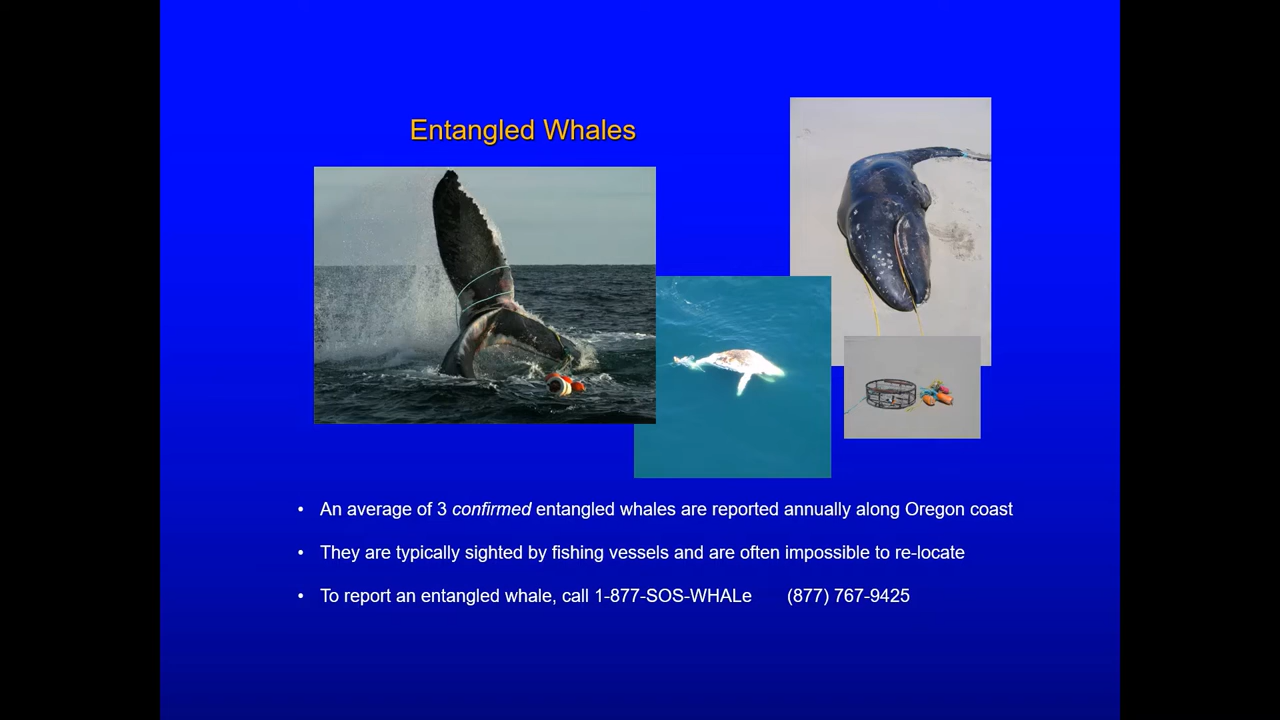 Entangled Whales
• An average of 3 confirmed entangled whales are reported annually along Oregon coast
• They are typically sighted by fishing vessels and are often impossible to re-locate
• To report an entangled whale, call 1-877-SOS-WHALe (877) 767-9425